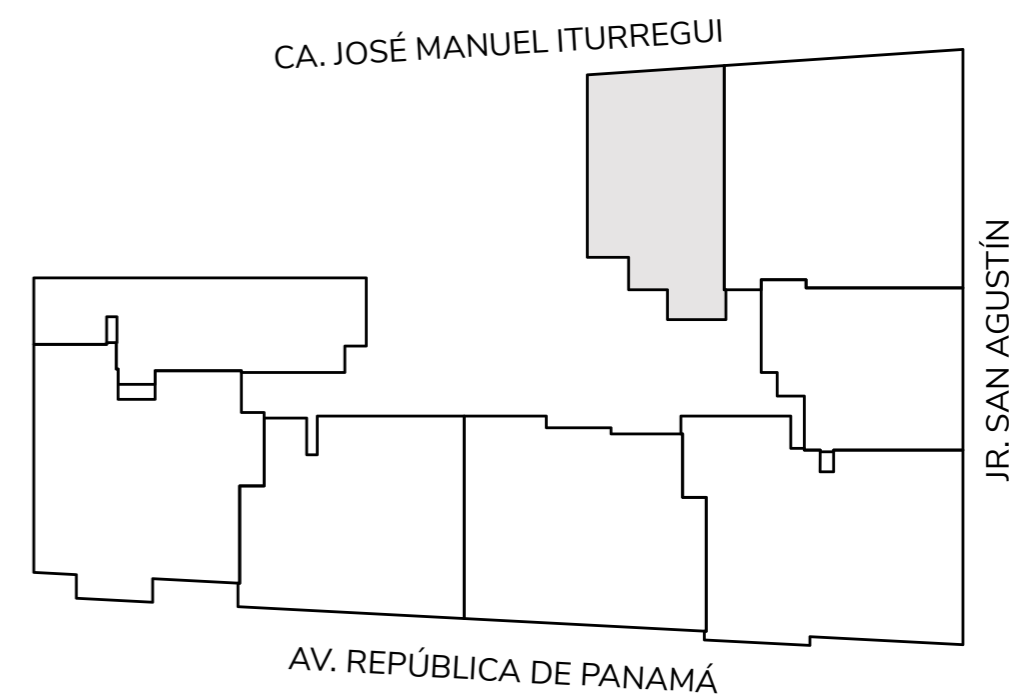 CA. JOSÉ MANUEL ITURREGUI
JR. SAN AGUSTÍN
AV. REPÚBLICA DE PANAMÁ